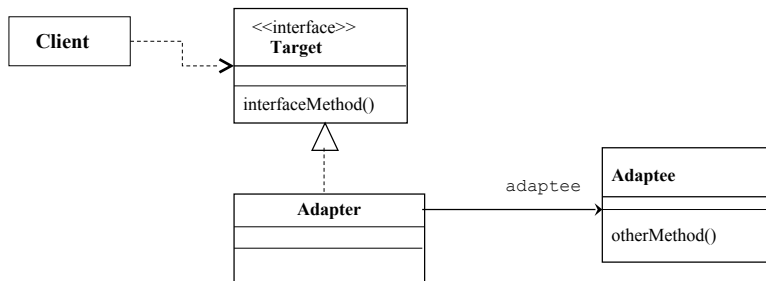 Client
<<interface>>
Target
interfaceMethod()
Adapter
adaptee
Adaptee
otherMethod()